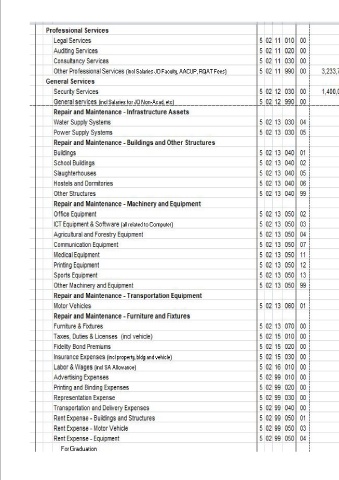 Professional Services
Legal Services 5 02 11 010 00
Auditing Services 5 02 11 020 00
Consultancy Services 5 02 11 030 00
Other Professional Services (Incl Salaries JO Faculty, AACUP, RQAT Fees) 5 02 11 990 00 3,233,7
General Services
Security Services 5 02 12 030 00 1,400,0
General services (incl Salaries for JO Non-Acad, etc) 5 02 12 990 00
Repair and Maintenance - Infrastructure Assets
Water Supply Systems 5 02 13 030 04
Power Supply Systems 5 02 13 030 05
Repair and Maintenance - Buildings and Other Structures
Buildings 5 02 13 040 01
School Buildings 5 02 13 040 02
Slaughterhouses 5 02 13 040 05
Hostels and Dormitories 5 02 13 040 06
Other Structures 5 02 13 040 99
Repair and Maintenance - Machinery and Equipment
Office Equipment 5 02 13 050 02
ICT Equipment & Software (all related to Computer) 5 02 13 050 03
Agricultural and Forestry Equipment 5 02 13 050 04
Communication Equipment 5 02 13 050 07
Medical Equipment 5 02 13 050 11
Printing Equipment 5 02 13 050 12
Sports Equipment 5 02 13 050 13
Other Machinery and Equipment 5 02 13 050 99
Repair and Maintenance - Transportation Equipment
Motor Vehicles 5 02 13 060 01
Repair and Maintenance - Furniture and Fixtures
Furniture & Fixtures 5 02 13 070 00
Taxes, Duties & Licenses (incl vehicle) 5 02 15 010 00
Fidelity Bond Premiums 5 02 15 020 00
Insurance Expenses (incl property, bldg and vehicle) 5 02 15 030 00
Labor & Wages (incl SA Allowance) 5 02 16 010 00
Advertising Expenses 5 02 99 010 00
Printing and Binding Expenses 5 02 99 020 00
Representation Expense 5 02 99 030 00
Transportation and Delivery Expenses 5 02 99 040 00
Rent Expense - Buildings and Structures 5 02 99 050 01
Rent Expense - Motor Vehicle 5 02 99 050 03
Rent Expense - Equipment 5 02 99 050 04
For Graduation